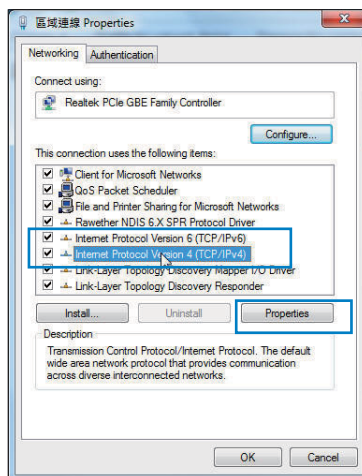 區域連線 Properties
Networking
Authentication
Connect using:
Realtek PCIe GBE Family Controller
Configure...
This connection uses the following items:
Client for Microsoft Networks
QoS Packet Scheduler
File and Printer Sharing for Microsoft Networks
Rawether NDIS 6.X SPR Protocol Driver
Internet Protocol Version 6 (TCP/IPv6)
Internet Protocol Version 4 (TCP/IPv4)
Link-Layer Topology Discovery Mapper I/O Driver
Link-Layer Topology Discovery Responder
Install...
Uninstall
Properties
Description
Transmission Control Protocol/Internet Protocol. The default
wide area network protocol that provides communication
across diverse interconnected networks.
OK
Cancel